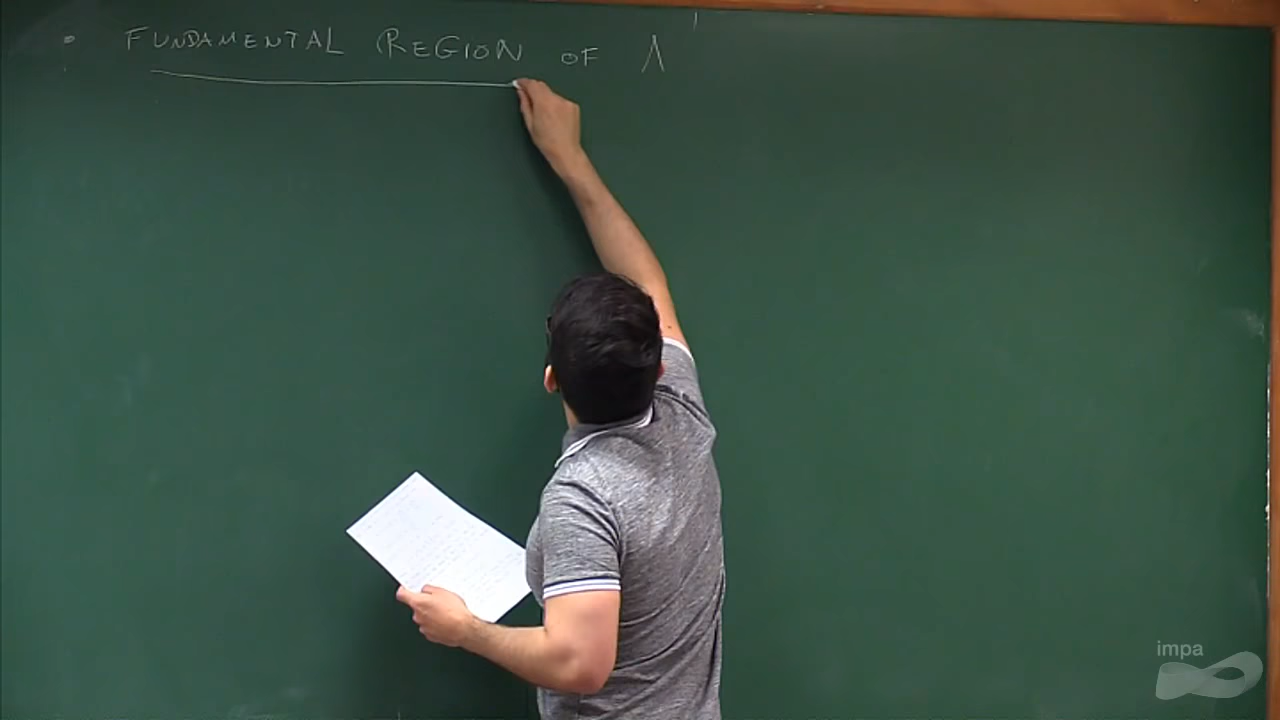 • FUNDAMENTAL REGION OF Λ
impa